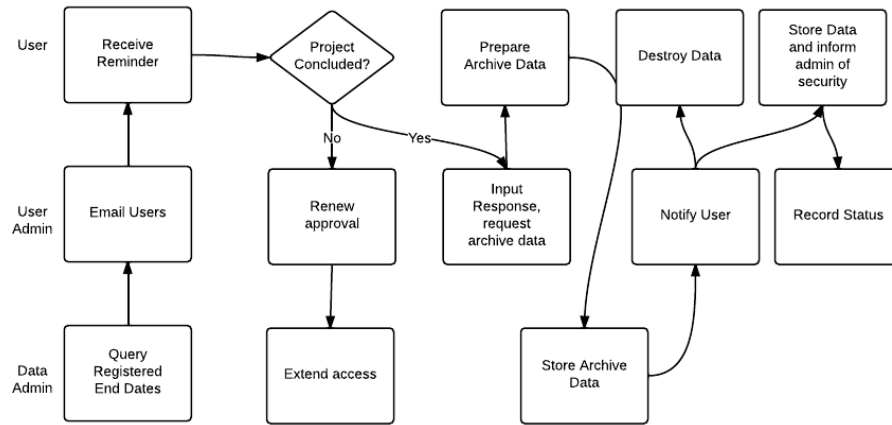 User
Receive
Reminder
Project
Concluded?
Prepare
Archive Data
Destroy Data
Store Data
and inform
admin of
security
No
Yes
User
Admin
Email Users
Renew
approval
Input
Response,
request
archive data
Notify User
Record Status
Data
Admin
Query
Registered
End Dates
Extend access
Store Archive
Data